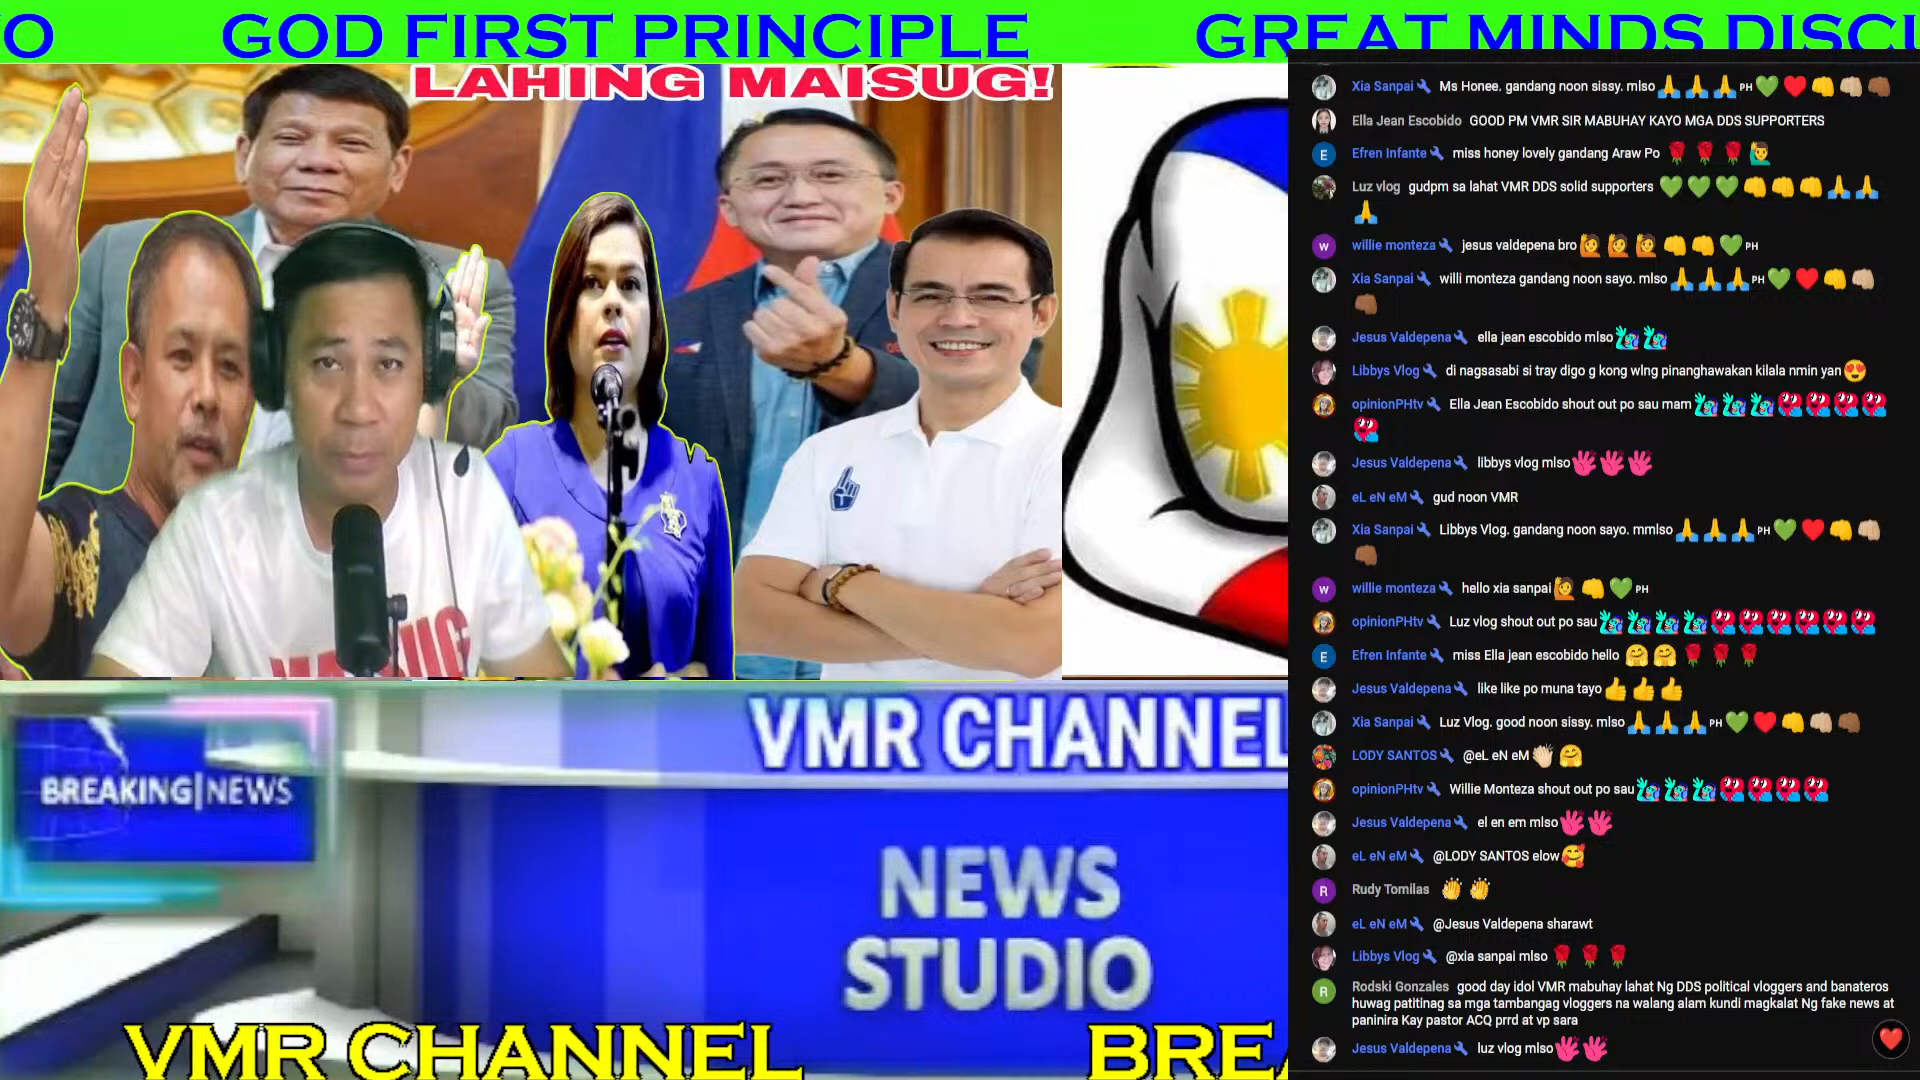 O GOD FIRST PRINCIPLE GREAT MINDS DISCU
LAHING MAISUG!
VMR CHANNEL
BREAKING|NEWS
NEWS
STUDIO
VMR CHANNEL BREA
Xia Sanpai Ms Honee. gandang noon sissy. mlso🙏🙏🙏PH💚❤️👊👊🏼👊🏾
Ella Jean Escobido GOOD PM VMR SIR MABUHAY KAYO MGA DDS SUPPORTERS
E Efren Infante miss honey lovely gandang Araw Po 🌹🌹🌹🙋‍♂️
Luz vlog gudpm sa lahat VMR DDS solid supporters 💚💚💚👊👊👊🙏🙏
🙏
w willie monteza jesus valdepena bro🙋🙋🙋👊👊💚PH
Xia Sanpai willi monteza gandang noon sayo. mlso🙏🙏🙏PH💚❤️👊👊🏼
👊🏾
Jesus Valdepena ella jean escobido mlso
Libbys Vlog di nagsasabi si tray digo g kong wlng pinanghawakan kilala nmin yan😍
opinionPHtv Ella Jean Escobido shout out po sau mam
Jesus Valdepena libbys vlog mlso
eL eN eM gud noon VMR
Xia Sanpai Libbys Vlog. gandang noon sayo. mmlso🙏🙏🙏PH💚❤️👊👊🏼
👊🏾
w willie monteza hello xia sanpai🙋👊💚PH
opinionPHtv Luz vlog shout out po sau
E Efren Infante miss Ella jean escobido hello 🤗🤗🌹🌹🌹
Jesus Valdepena like like po muna tayo👍👍👍
Xia Sanpai Luz Vlog. good noon sissy. mlso🙏🙏🙏PH💚❤️👊👊🏼👊🏾
LODY SANTOS @eL eN eM👏🏻🤗
opinionPHtv Willie Monteza shout out po sau
Jesus Valdepena el en em mlso
eL eN eM @LODY SANTOS elow🥰
R Rudy Tomilas 👏👏
eL eN eM @Jesus Valdepena sharawt
Libbys Vlog @xia sanpai mlso 🌹🌹🌹
R Rodski Gonzales good day idol VMR mabuhay lahat Ng DDS political vloggers and banateros
huwag patitinag sa mga tambangag vloggers na walang alam kundi magkalat Ng fake news at
paninira Kay pastor ACQ prrd at vp sara
Jesus Valdepena luz vlog mlso